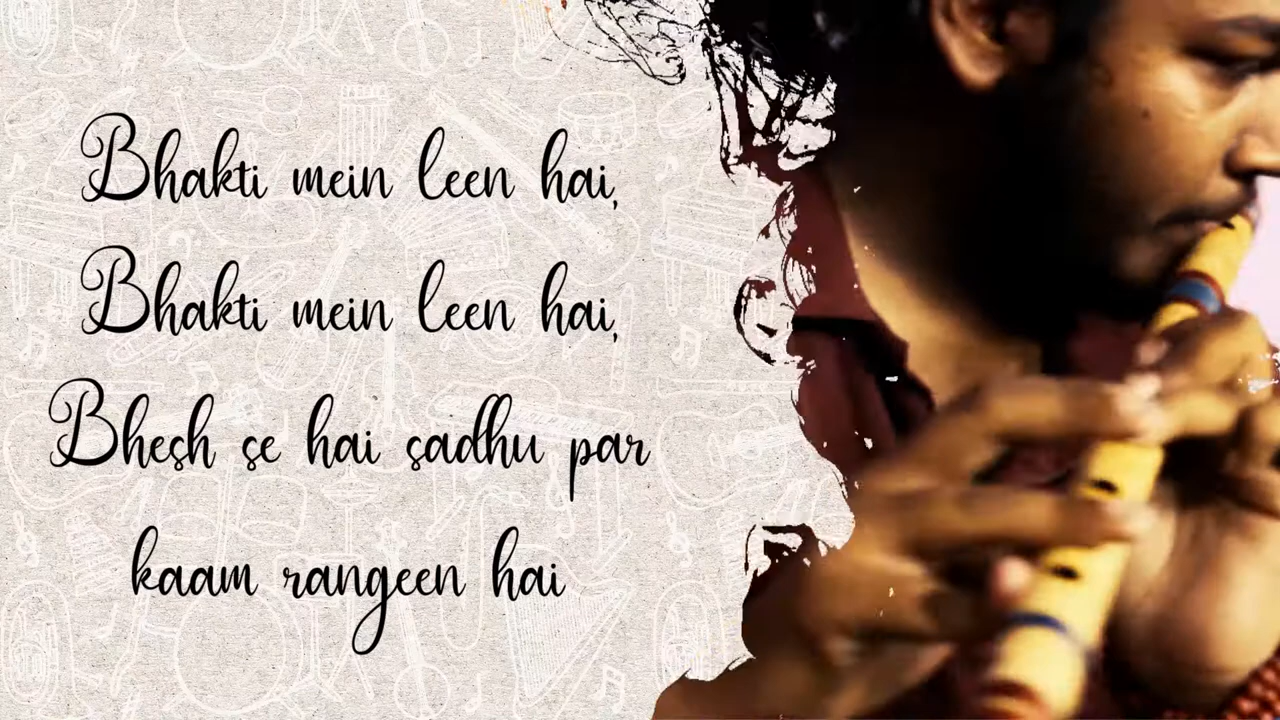 Bhakti mein leen hai,
Bhakti mein leen hai,
Bhesh se hai sadhu par
kaam rangeen hai